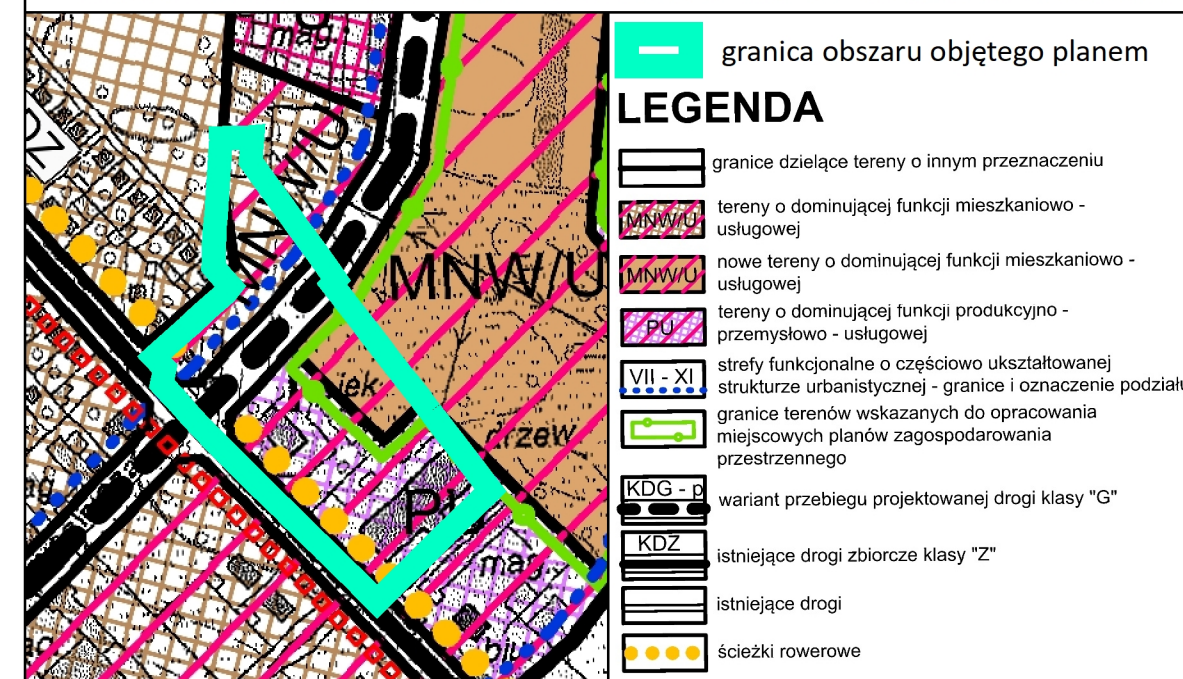 mag.
MNW/U
MNW/U
drzew.
mag.
granica obszaru objętego planem
LEGENDA
granice dzielące tereny o innym przeznaczeniu
MNW/U
tereny o dominującej funkcji mieszkaniowo -
usługowej
MNW/U
nowe tereny o dominującej funkcji mieszkaniowo -
usługowej
PU
tereny o dominującej funkcji produkcyjno -
przemysłowo - usługowej
VII - XI
strefy funkcjonalne o częściowo ukształtowanej
strukturze urbanistycznej - granice i oznaczenie podziału
granice terenów wskazanych do opracowania
miejscowych planów zagospodarowania
przestrzennego
KDG - p
wariant przebiegu projektowanej drogi klasy "G"
KDZ
istniejące drogi zbiorcze klasy "Z"
istniejące drogi
ścieżki rowerowe